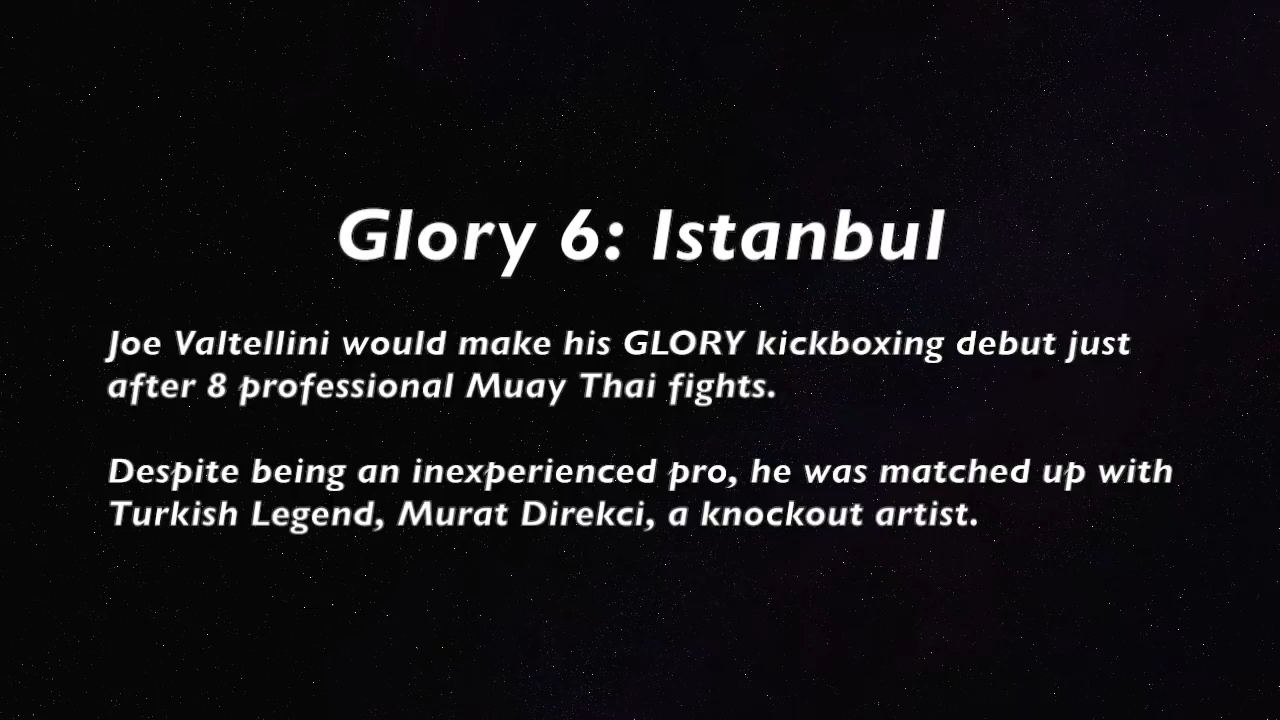 Glory 6: Istanbul
Joe Valtellini would make his GLORY kickboxing debut just
after 8 professional Muay Thai fights.
Despite being an inexperienced pro, he was matched up with
Turkish Legend, Murat Direkci, a knockout artist.